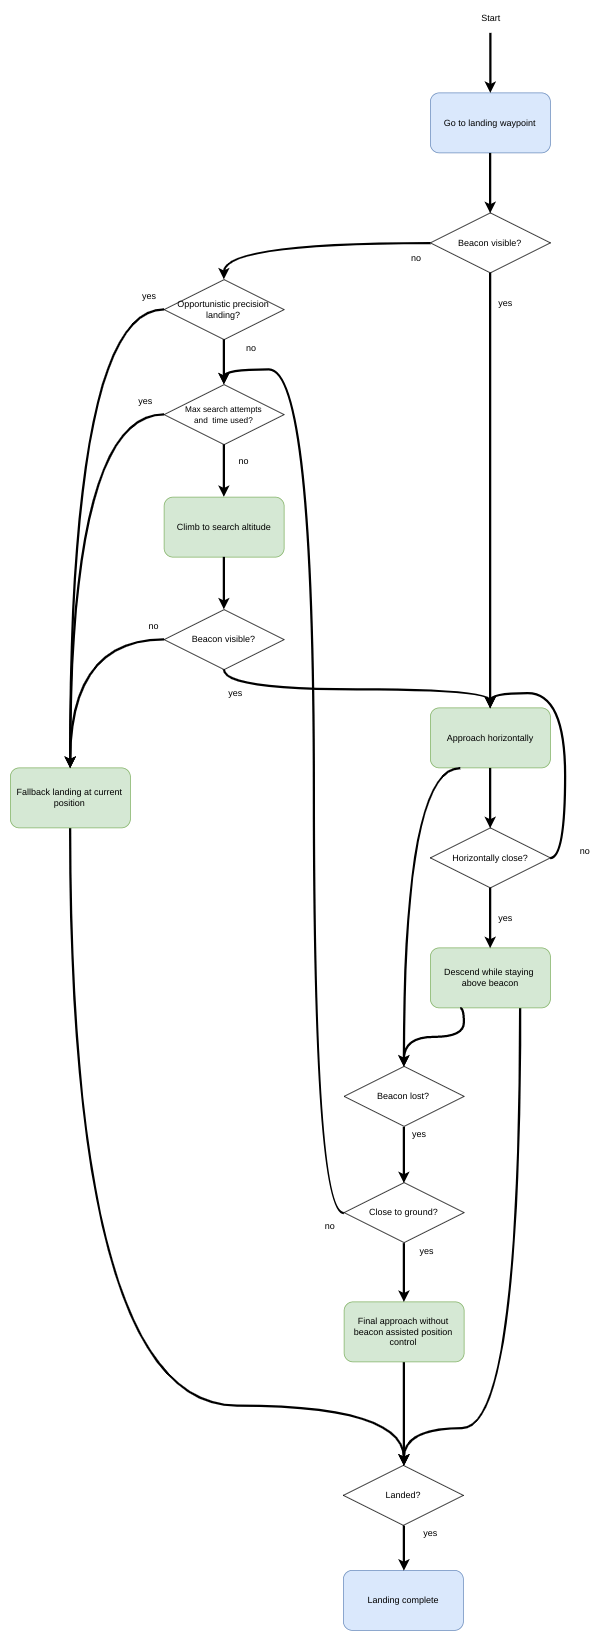 Start
Go to landing waypoint
Beacon visible?
no
yes
yes
Opportunistic precision
landing?
no
yes
Max search attempts
and time used?
no
Climb to search altitude
no
Beacon visible?
yes
Approach horizontally
Fallback landing at current
position
Horizontally close?
no
yes
Descend while staying
above beacon
Beacon lost?
yes
Close to ground?
no
yes
Final approach without
beacon assisted position
control
Landed?
yes
Landing complete